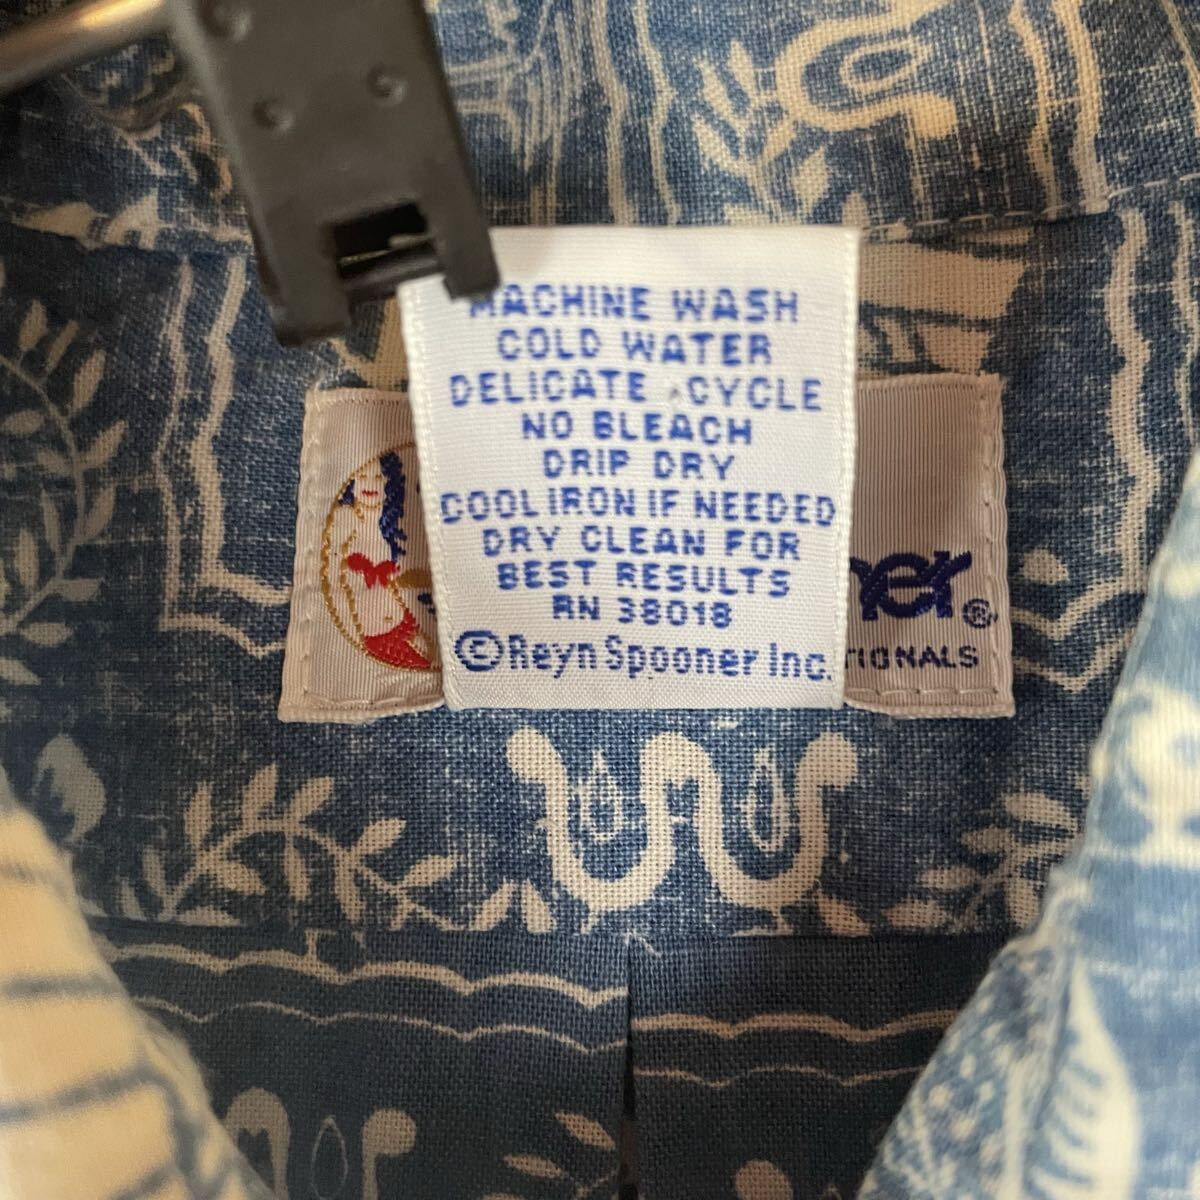 MACHINE WASH
COLD WATER
DELICATE CYCLE
NO BLEACH
DRIP DRY
COOL IRON IF NEEDED
DRY CLEAN FOR
BEST RESULTS
RN 38018
©Reyn Spooner Inc.
ner®
TIONALS